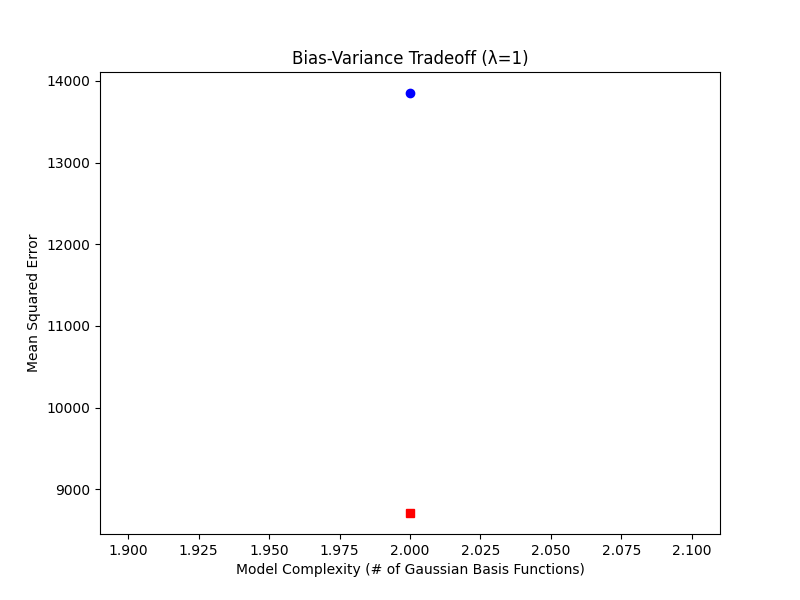 Bias-Variance Tradeoff (λ=1)
14000
13000
12000
11000
10000
9000
Mean Squared Error
1.900 1.925 1.950 1.975 2.000 2.025 2.050 2.075 2.100
Model Complexity (# of Gaussian Basis Functions)